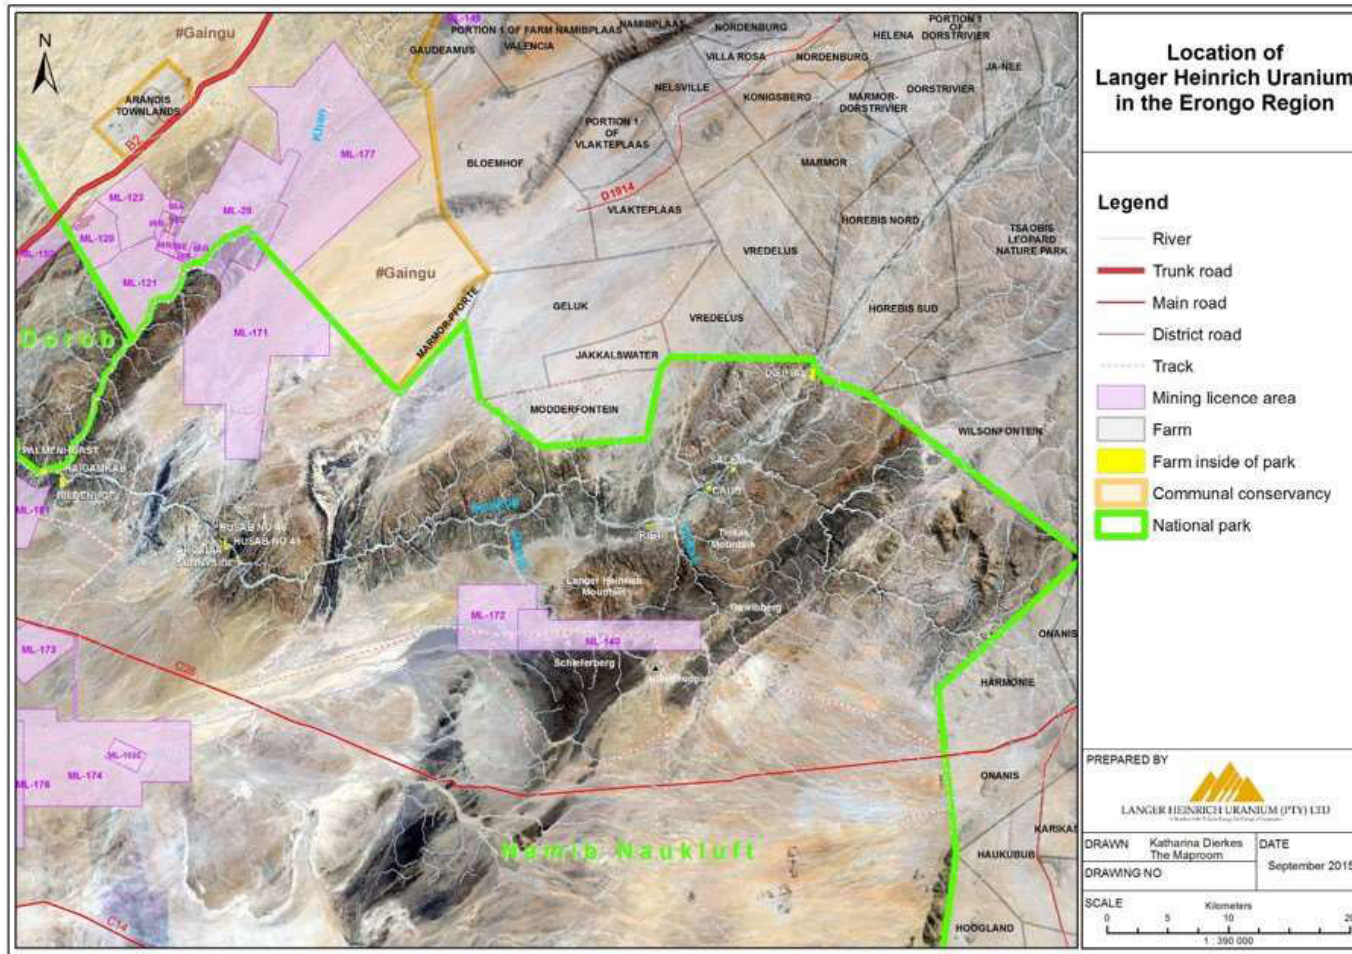 N
#Gaingu
ARANDIS
TOWNLANDS
B2
Khan
ML-177
ML-123
ML-28
ML-120
ML-121
ML-171
Dorob
#Gaingu
MARMOR-PFORTE
GAUDEAMUS
PORTION 1 OF FARM NAMIBPLAAS
VALENCIA
NAMIBPLAAS
NORDENBURG
VILLA ROSA
NORDENBURG
HELENA
PORTION 1
OF
DORSTRIVIER
JA-NEE
NELSVILLE
KONIGSBERG
MARMOR-
DORSTRIVIER
DORSTRIVIER
PORTION 1
OF
VLAKTEPLAAS
BLOEMHOF
MARMOR
D1914
VLAKTEPLAAS
HOREBIS NORD
TSAOBIS
LEOPARD
NATURE PARK
VREDELUS
GELUK
VREDELUS
HOREBIS SUD
JAKKALSWATER
MODDERFONTEIN
WILSONFONTEIN
PALMENHORST
HAIGAMKAB
SALEM
Langer Heinrich
Mountain
ML-172
ML-140
Schieferberg
ML-173
C28
ML-174
ONANIS
HARMONIE
ONANIS
KARIKAS
HAUKUBUB
HOOGLAND
Namib Naukluft
C14
Location of
Langer Heinrich Uranium
in the Erongo Region
Legend
River
Trunk road
Main road
District road
Track
Mining licence area
Farm
Farm inside of park
Communal conservancy
National park
PREPARED BY
LANGER HEINRICH URANIUM (PTY) LTD
DRAWN Katharina Dierkes
The Maproom
DATE
September 2015
DRAWING NO
SCALE
Kilometers
0 5 10 20
1 : 390 000